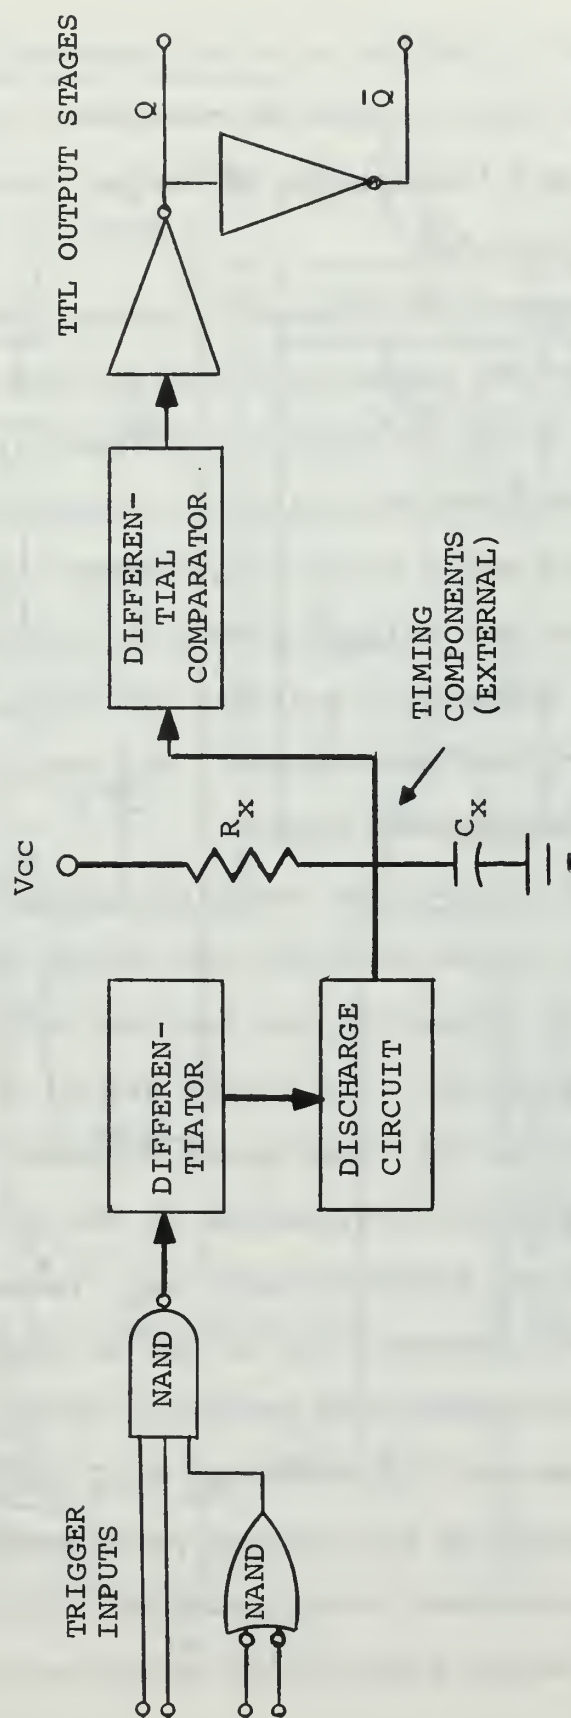 TRIGGER
INPUTS
NAND
NAND
DIFFEREN-
TIATOR
DISCHARGE
CIRCUIT
Vcc
RX
CX
TIMING
COMPONENTS
(EXTERNAL)
DIFFEREN-
TIAL
COMPARATOR
TTL OUTPUT STAGES
Q
Q̄